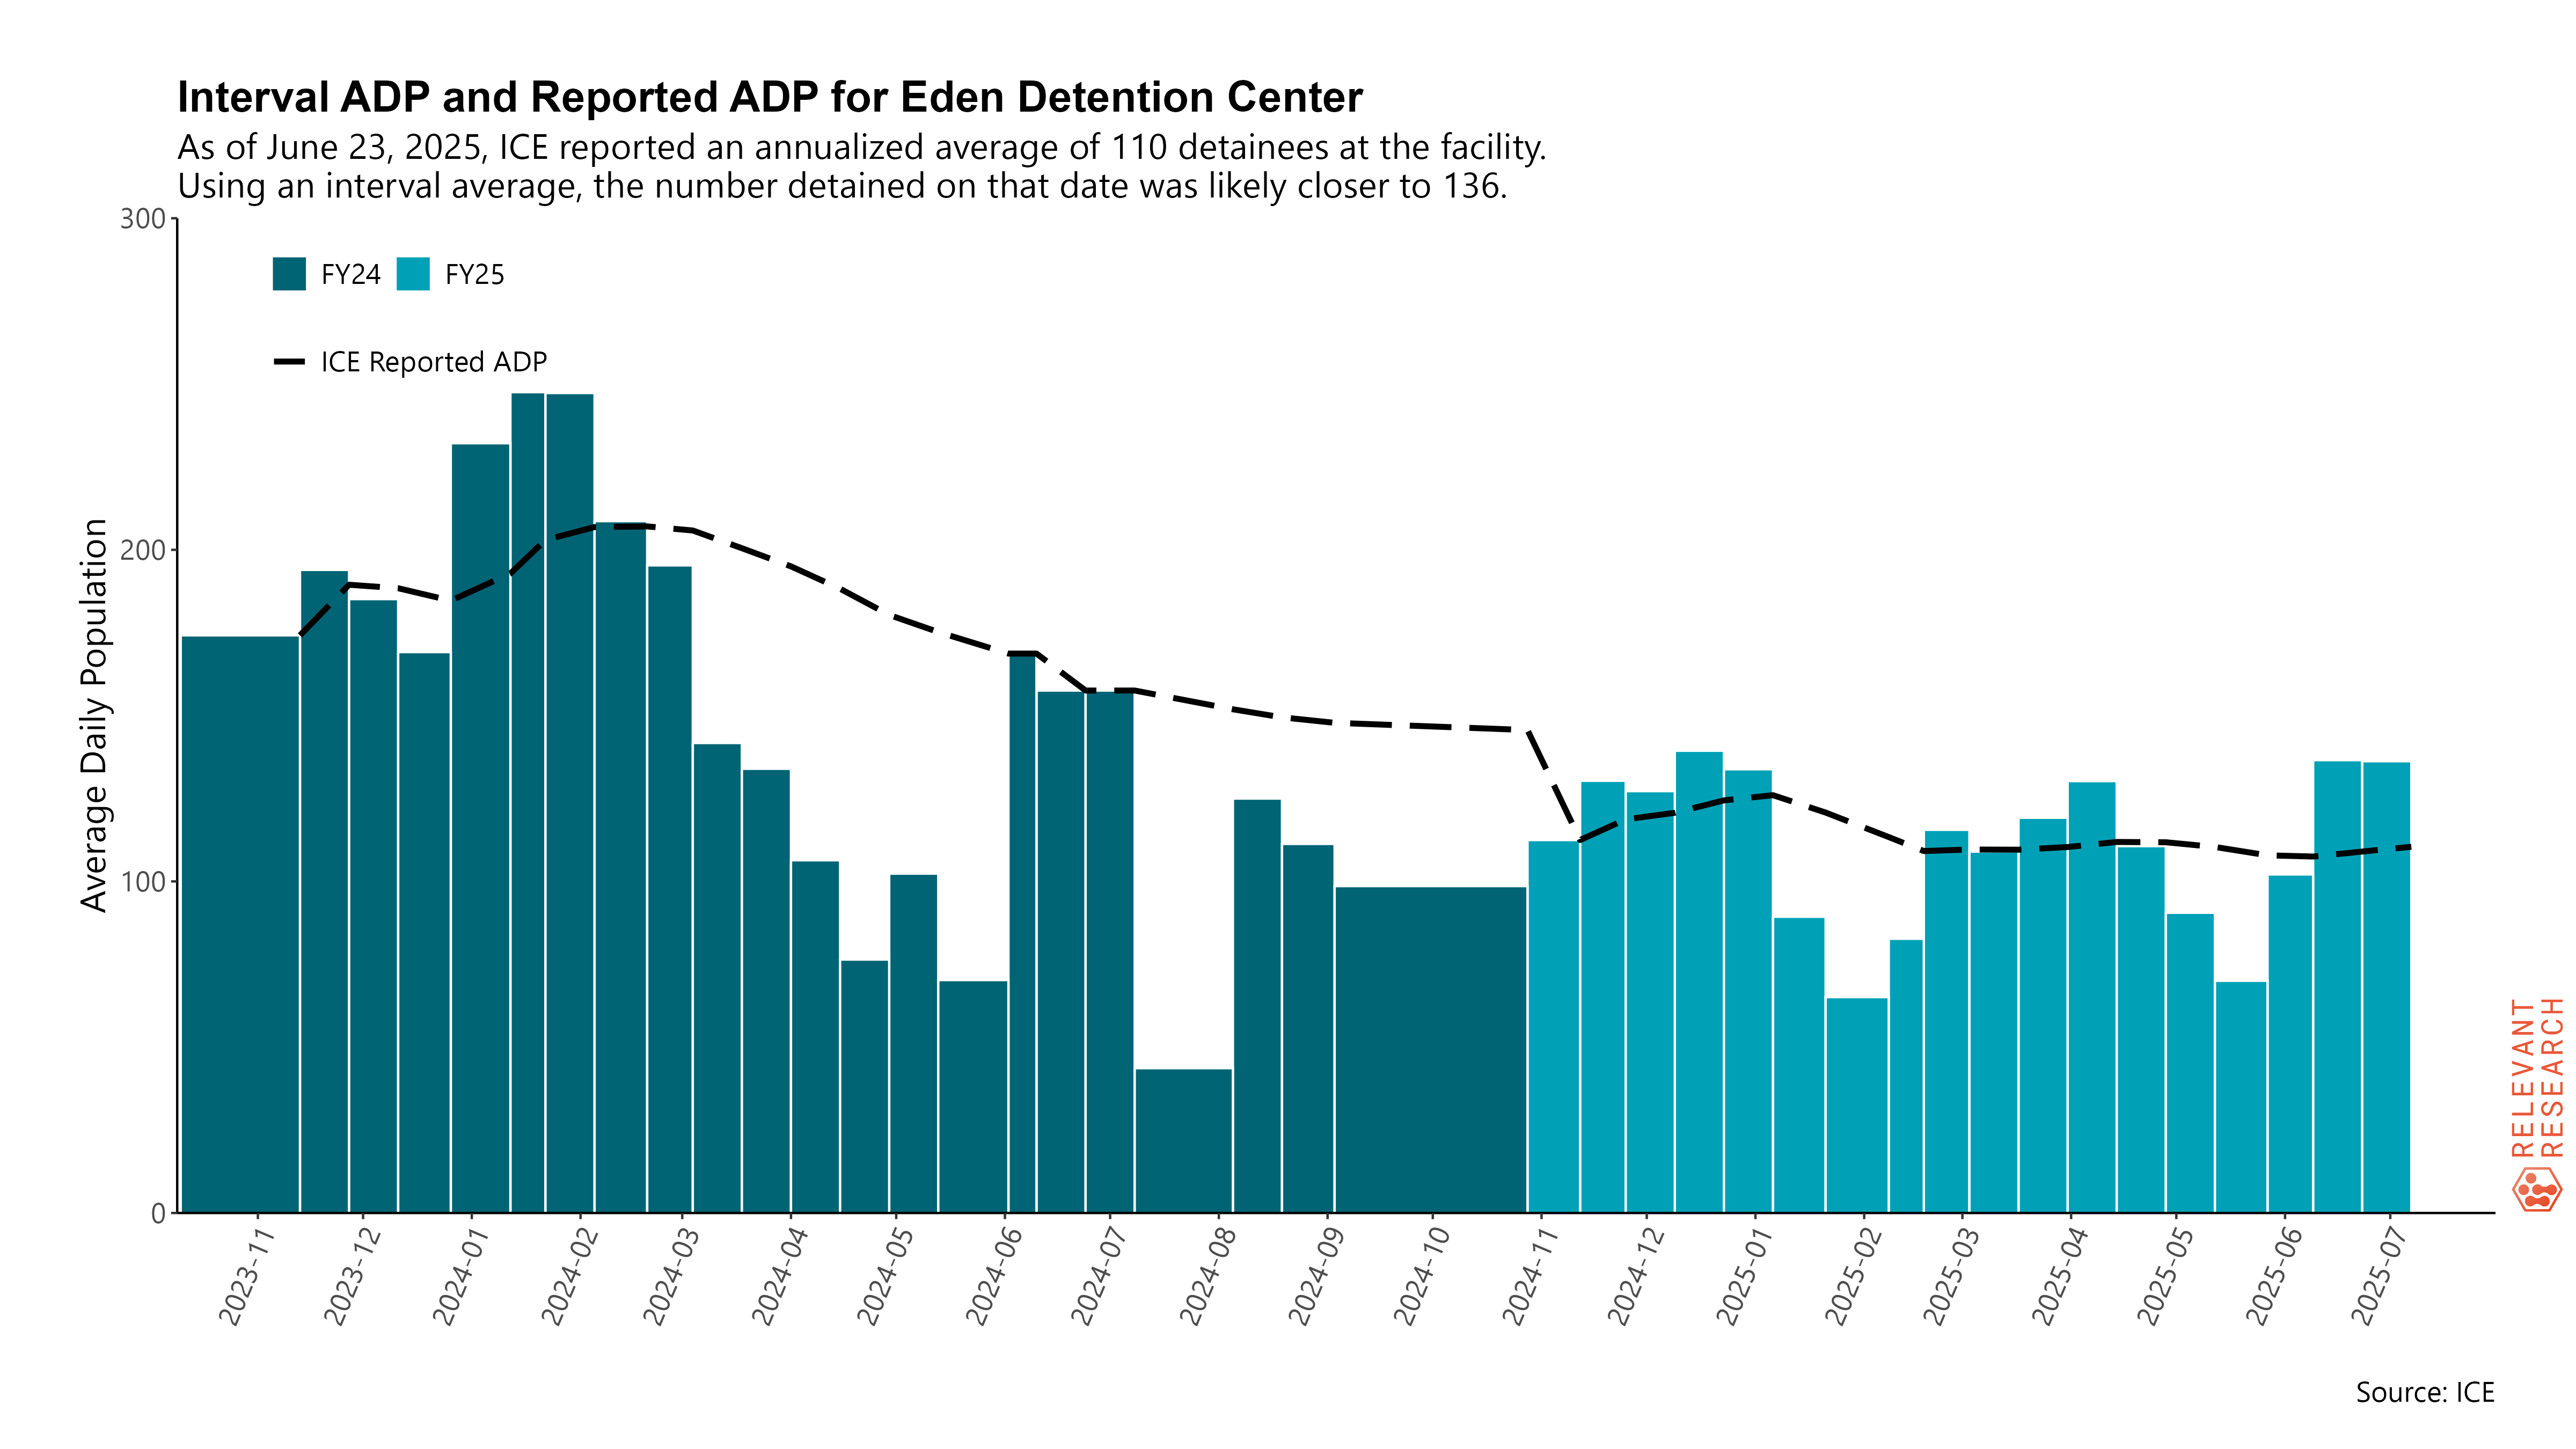 Interval ADP and Reported ADP for Eden Detention Center
As of June 23, 2025, ICE reported an annualized average of 110 detainees at the facility.
Using an interval average, the number detained on that date was likely closer to 136.
300
200
100
0
Average Daily Population
FY24 FY25
ICE Reported ADP
2023-11
2023-12
2024-01
2024-02
2024-03
2024-04
2024-05
2024-06
2024-07
2024-08
2024-09
2024-10
2024-11
2024-12
2025-01
2025-02
2025-03
2025-04
2025-05
2025-06
2025-07
RELEVANT
RESEARCH
Source: ICE